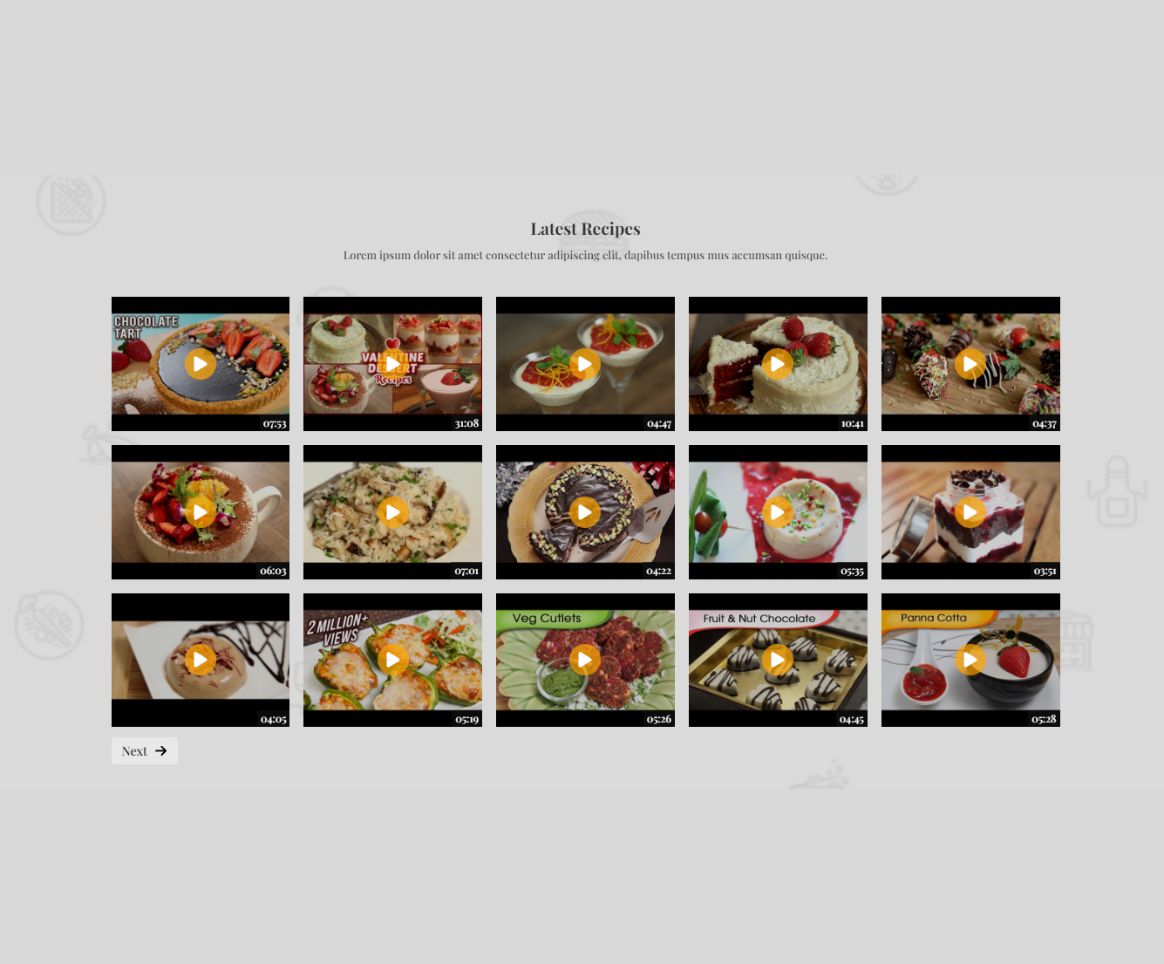 Latest Recipes
Lorem ipsum dolor sit amet consectetur adipiscing elit, dapibus tempus mus accumsan quisque.
CHOCOLATE
TART
07:53
VALENTINE
DESSERT
Recipes
31:08
04:47
10:41
04:37
06:03
07:01
04:22
05:35
03:51
04:05
2 MILLION+
VIEWS
05:19
Veg Cutlets
05:26
Fruit & Nut Chocolate
04:45
Panna Cotta
05:28
Next